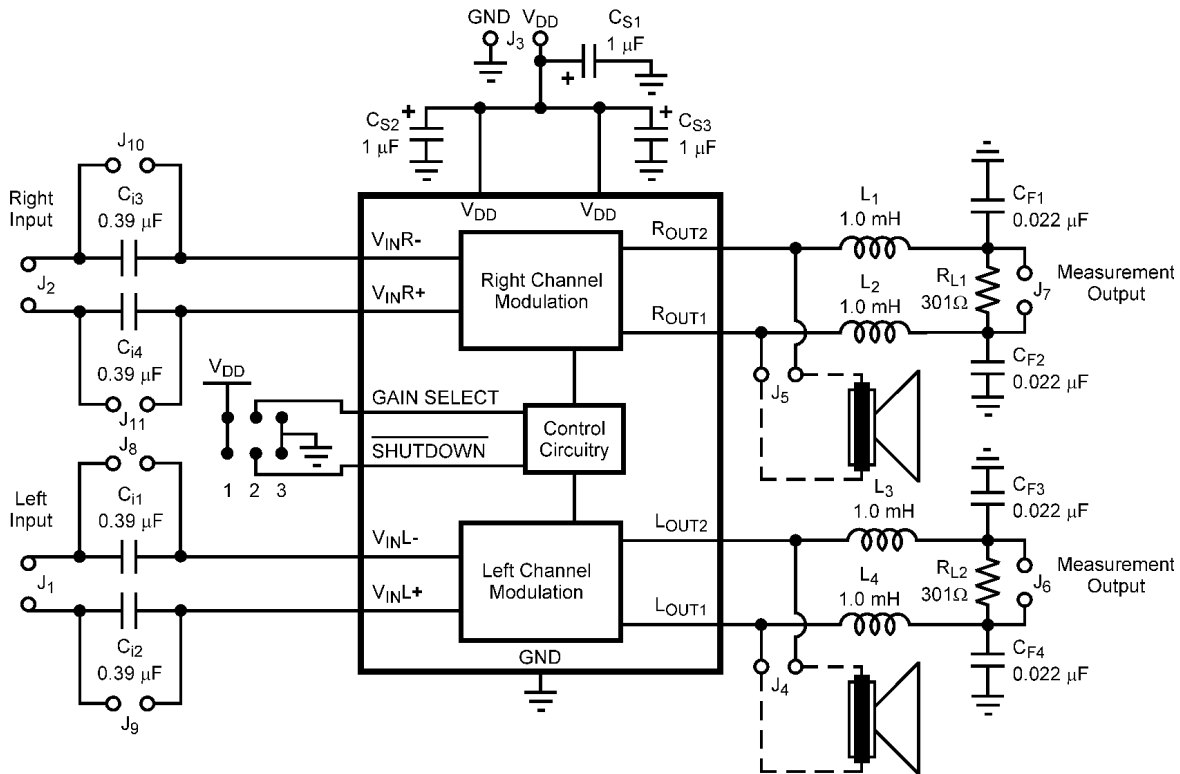 GND
V_DD
J_3
C_S1
1 μF
C_S2
1 μF
C_S3
1 μF
J_10
C_i3
0.39 μF
Right
Input
J_2
C_i4
0.39 μF
J_11
V_DD
V_DD
V_INR-
V_INR+
Right Channel
Modulation
R_OUT2
R_OUT1
L_1
1.0 mH
L_2
1.0 mH
C_F1
0.022 μF
R_L1
301Ω
J_7
Measurement
Output
C_F2
0.022 μF
J_5
V_DD
1 2 3
GAIN SELECT
SHUTDOWN
Control
Circuitry
J_8
C_i1
0.39 μF
Left
Input
J_1
C_i2
0.39 μF
J_9
V_INL-
V_INL+
Left Channel
Modulation
GND
L_OUT2
L_OUT1
L_3
1.0 mH
L_4
1.0 mH
C_F3
0.022 μF
R_L2
301Ω
J_6
Measurement
Output
C_F4
0.022 μF
J_4